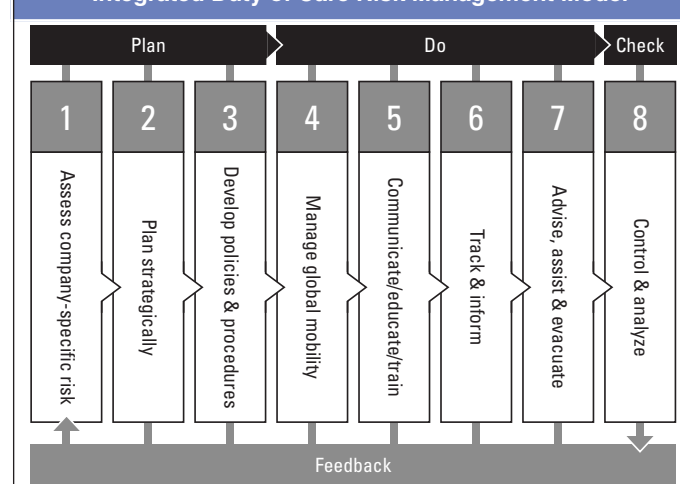 Integrated Duty of Care Risk Management Model
Plan
Do
Check
1
2
3
4
5
6
7
8
Assess company-specific risk
Plan strategically
Develop policies & procedures
Manage global mobility
Communicate/educate/train
Track & inform
Advise, assist & evacuate
Control & analyze
Feedback